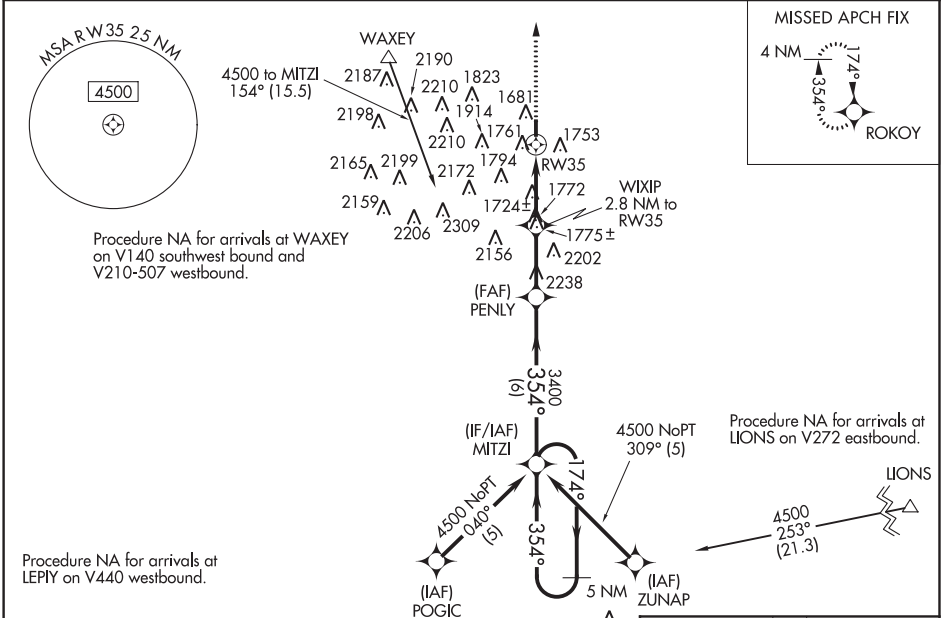 MSA RW35 25 NM
4500
WAXEY
4500 to MITZI
154° (15.5)
2187
2190
2210
1823
1681
2198
2210
1914
1761
1753
RW35
2165
2199
2172
1794
1772
WIXIP
2.8 NM to
RW35
2159
2206
2309
1724±
2156
1775±
2202
2238
MISSED APCH FIX
4 NM
174°
354°
ROKOY
Procedure NA for arrivals at WAXEY
on V140 southwest bound and
V210-507 westbound.
(FAF)
PENLY
3400
354°
(6)
(IF/IAF)
MITZI
174°
354°
5 NM
4500 NoPT
309° (5)
4500 NoPT
040°
(5)
(IAF)
POGIC
(IAF)
ZUNAP
Procedure NA for arrivals at
LIONS on V272 eastbound.
LIONS
4500
253°
(21.3)
Procedure NA for arrivals at
LEPIY on V440 westbound.